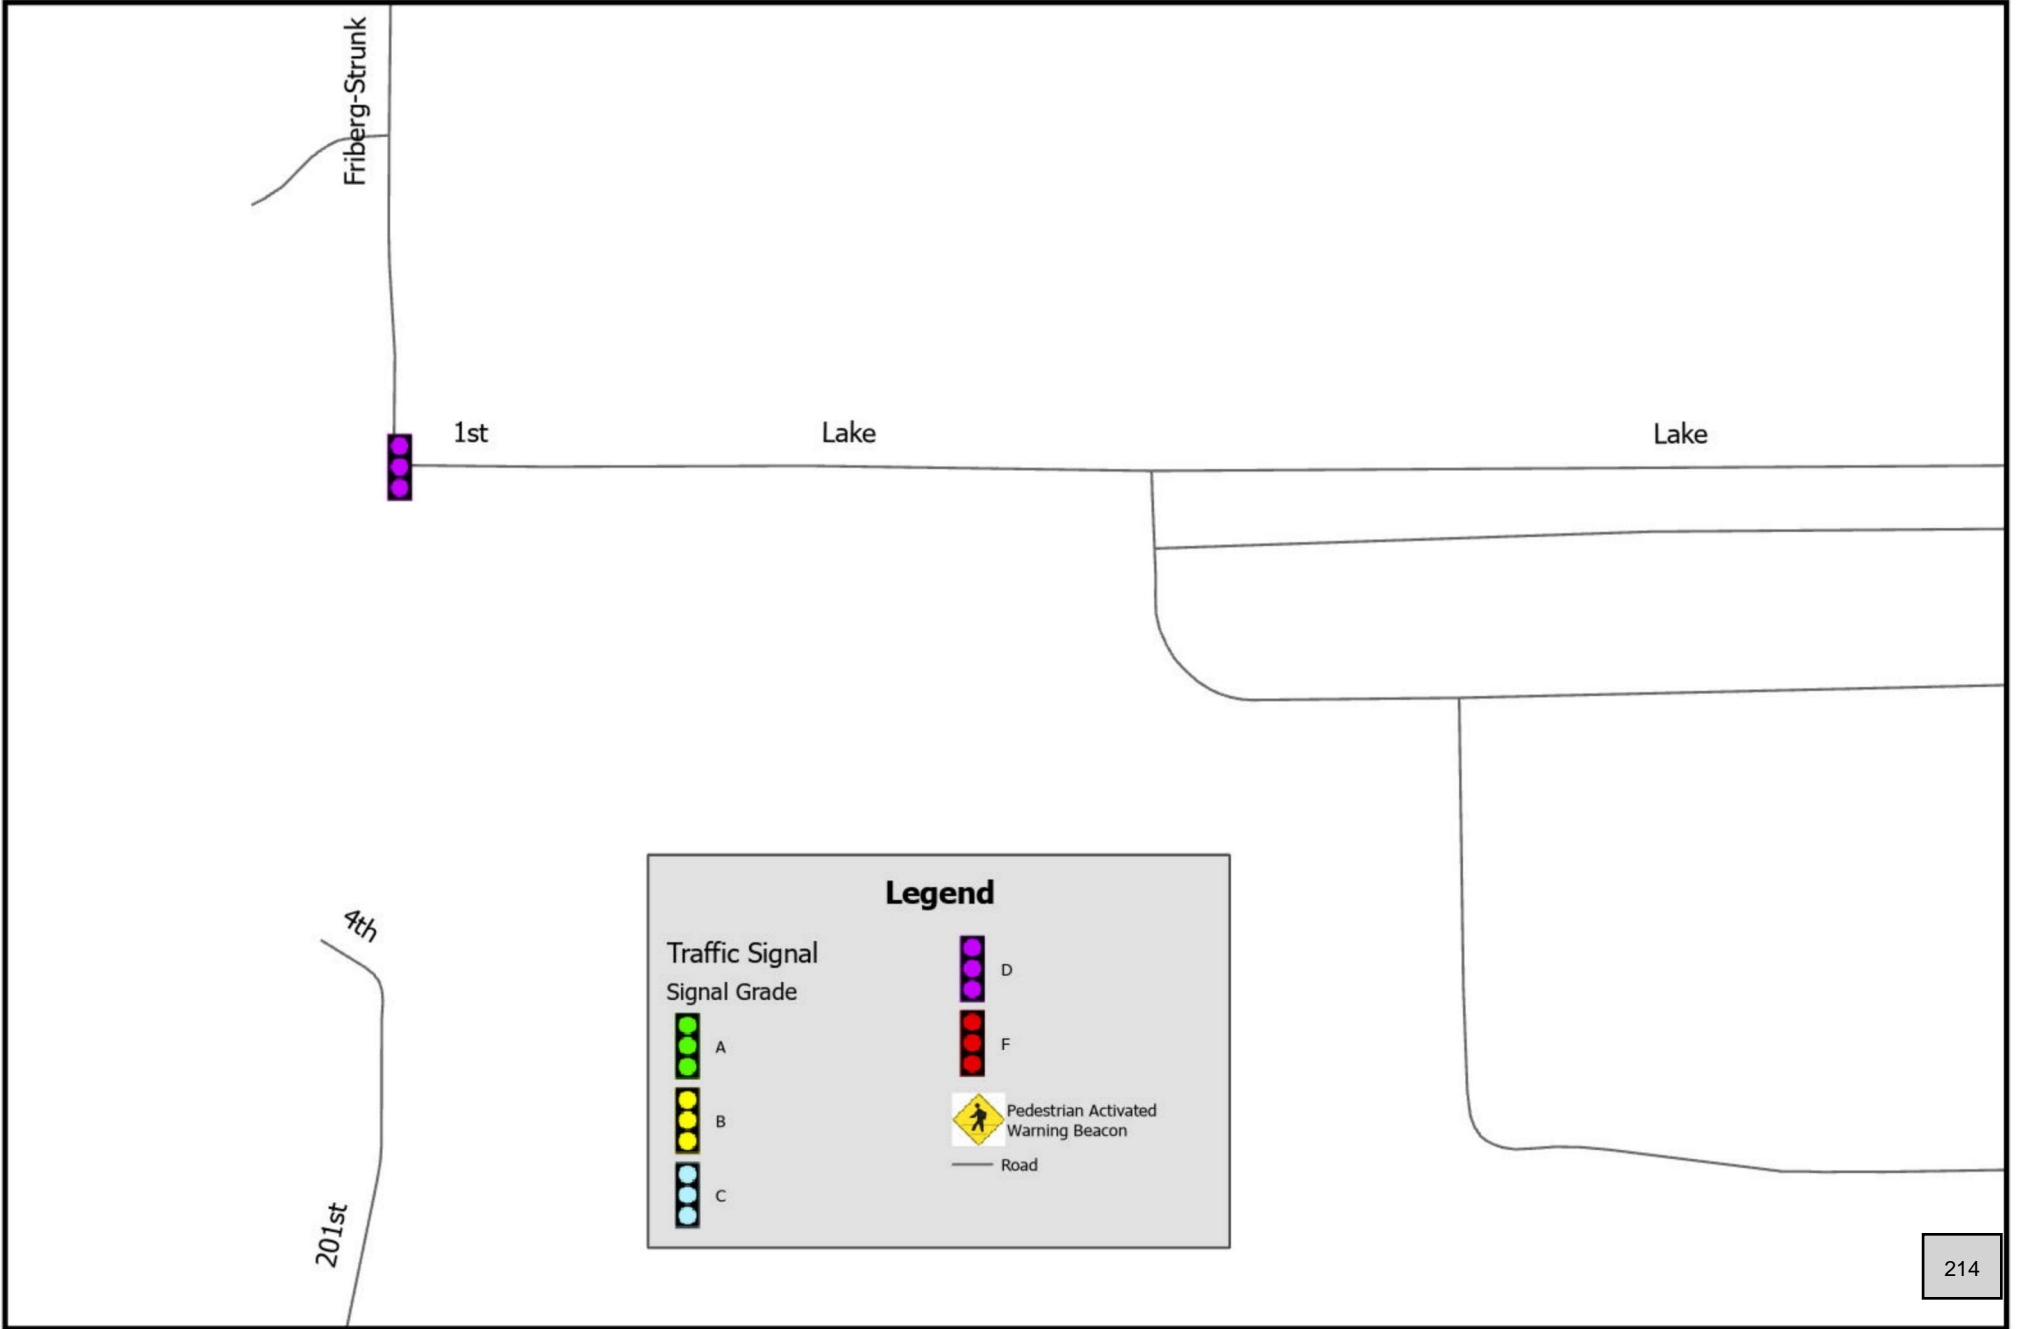 Friberg-Strunk
1st
Lake
Lake
4th
201st
Legend
Traffic Signal
Signal Grade
A
B
C
D
F
Pedestrian Activated
Warning Beacon
Road
214